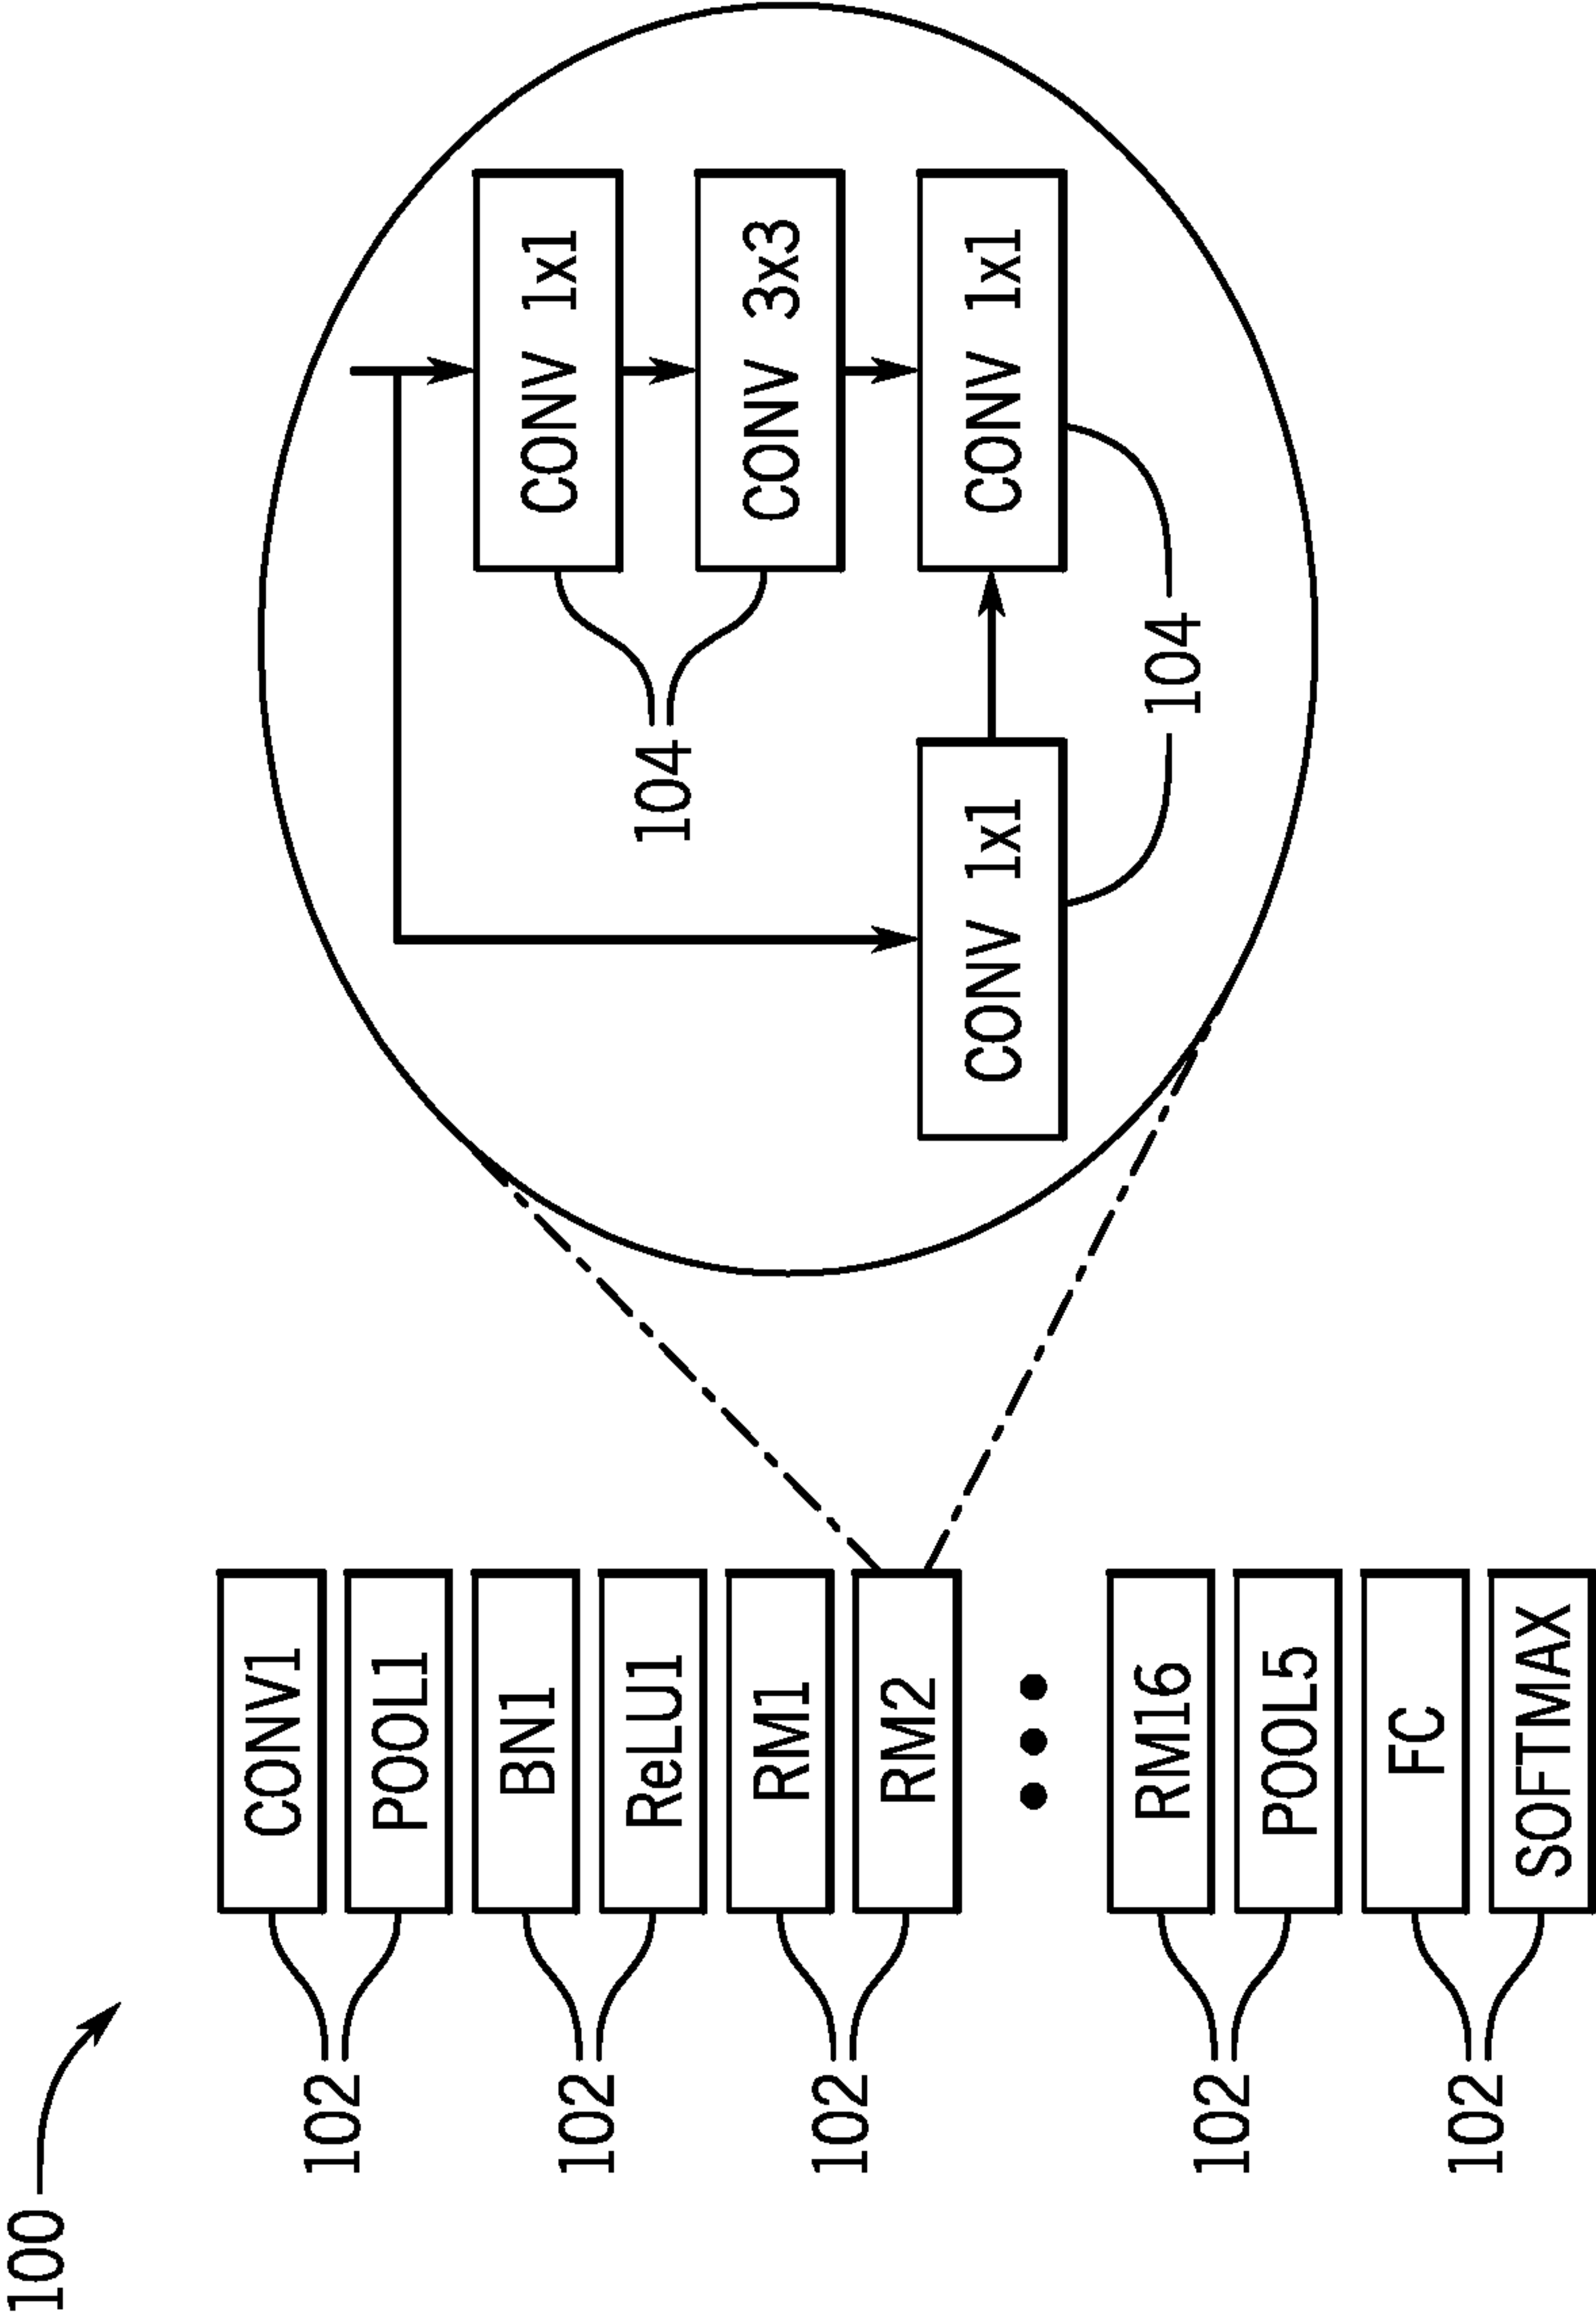 100
CONV1
102
POOL1
BN1
102
ReLU1
RM1
102
RM2
RM16
102
POOL5
FC
102
SOFTMAX
CONV 1x1
104
CONV 3x3
CONV 1x1
CONV 1x1
104